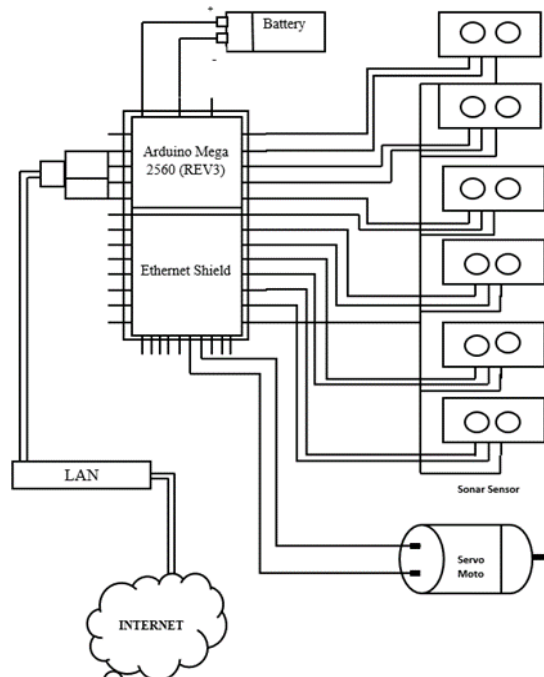 +
Battery
-
Arduino Mega
2560 (REV3)
Ethernet Shield
LAN
Sonar Sensor
Servo
Moto
INTERNET